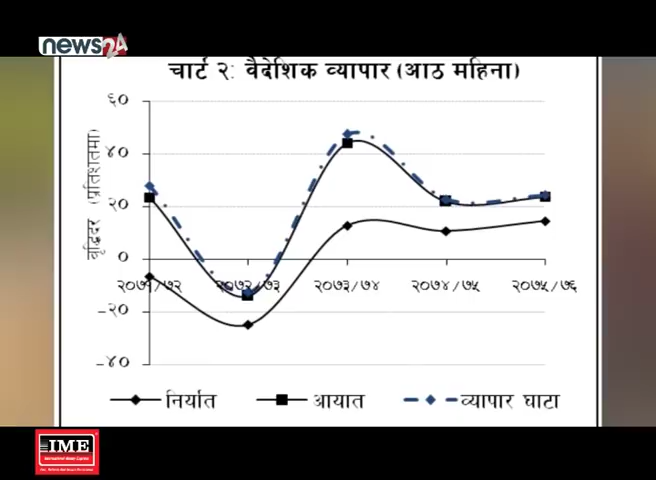 news24
चार्ट २: वैदेशिक व्यापार (आठ महिना)
वृद्धिदर (प्रतिशतमा)
६०
४०
२०
०
-२०
-४०
२०७१/७२ २०७२/७३ २०७३/७४ २०७४/७५ २०७५/७६
निर्यात आयात व्यापार घाटा
IME